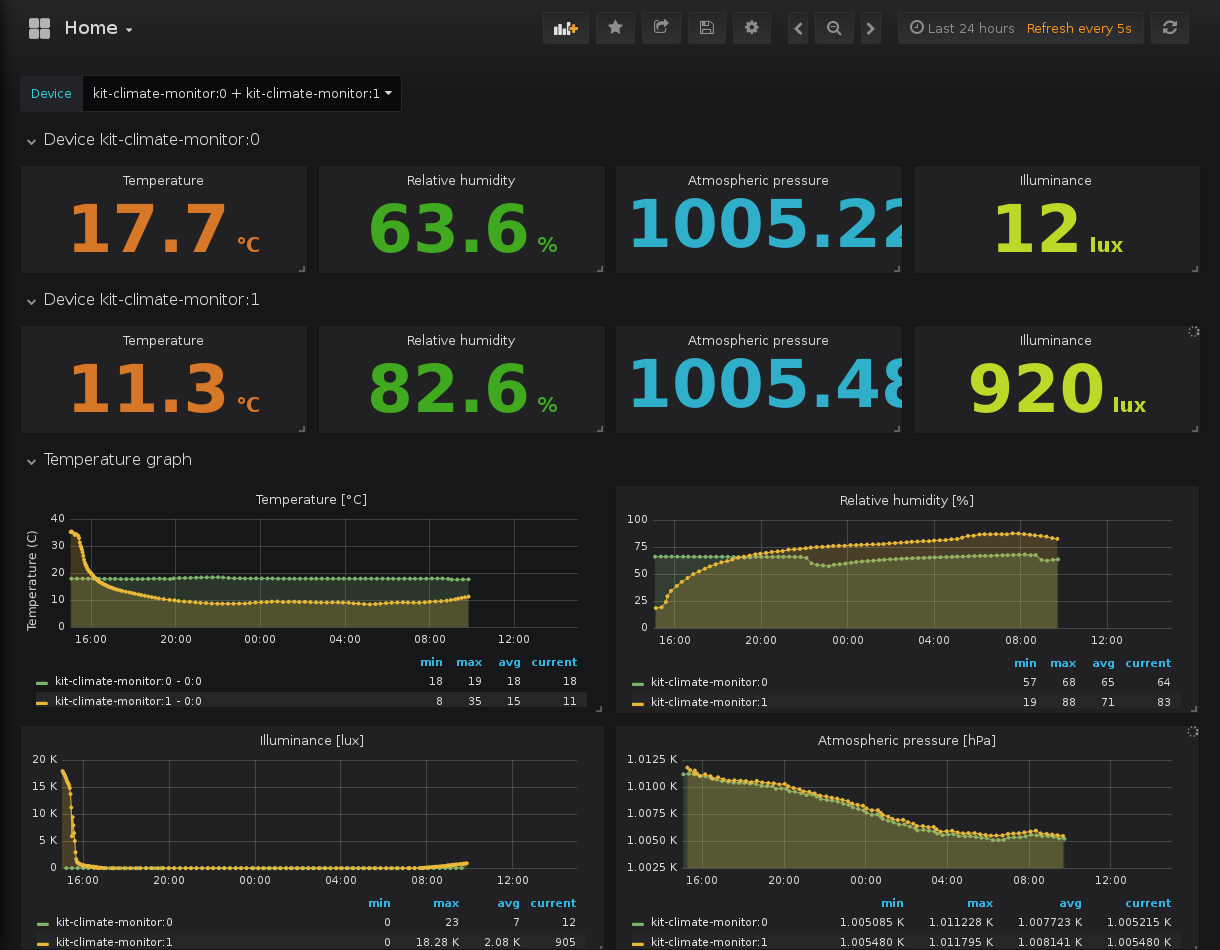 Home
Last 24 hours Refresh every 5s
Device kit-climate-monitor:0 + kit-climate-monitor:1
Device kit-climate-monitor:0
Temperature Relative humidity Atmospheric pressure Illuminance
17.7 °C 63.6 % 1005.22 12 lux
Device kit-climate-monitor:1
Temperature Relative humidity Atmospheric pressure Illuminance
11.3 °C 82.6 % 1005.48 920 lux
Temperature graph
Temperature [°C]
Temperature (C)
40
30
20
10
0
16:00 20:00 00:00 04:00 08:00 12:00
min max avg current
kit-climate-monitor:0 - 0:0 18 19 18 18
kit-climate-monitor:1 - 0:0 8 35 15 11
Relative humidity [%]
100
75
50
25
0
16:00 20:00 00:00 04:00 08:00 12:00
min max avg current
kit-climate-monitor:0 57 68 65 64
kit-climate-monitor:1 19 88 71 83
Illuminance [lux]
20 K
15 K
10 K
5 K
0
16:00 20:00 00:00 04:00 08:00 12:00
min max avg current
kit-climate-monitor:0 0 23 7 12
kit-climate-monitor:1 0 18.28 K 2.08 K 905
Atmospheric pressure [hPa]
1.0125 K
1.0100 K
1.0075 K
1.0050 K
1.0025 K
16:00 20:00 00:00 04:00 08:00 12:00
min max avg current
kit-climate-monitor:0 1.005085 K 1.011228 K 1.007723 K 1.005215 K
kit-climate-monitor:1 1.005480 K 1.011795 K 1.008141 K 1.005480 K